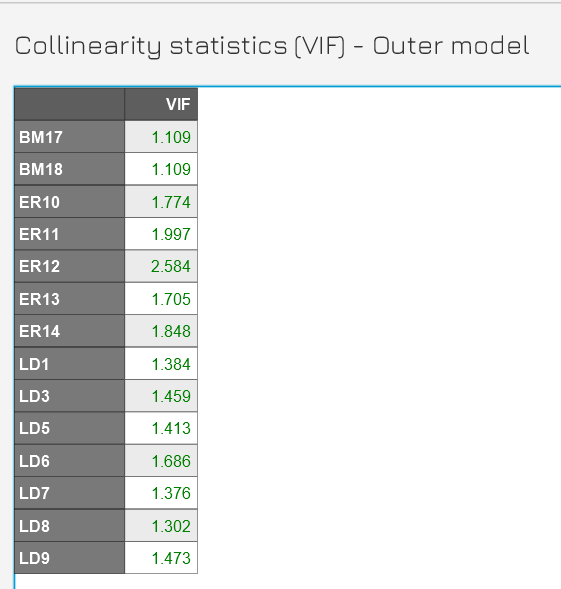 Collinearity statistics (VIF) - Outer model
VIF
BM17 1.109
BM18 1.109
ER10 1.774
ER11 1.997
ER12 2.584
ER13 1.705
ER14 1.848
LD1 1.384
LD3 1.459
LD5 1.413
LD6 1.686
LD7 1.376
LD8 1.302
LD9 1.473